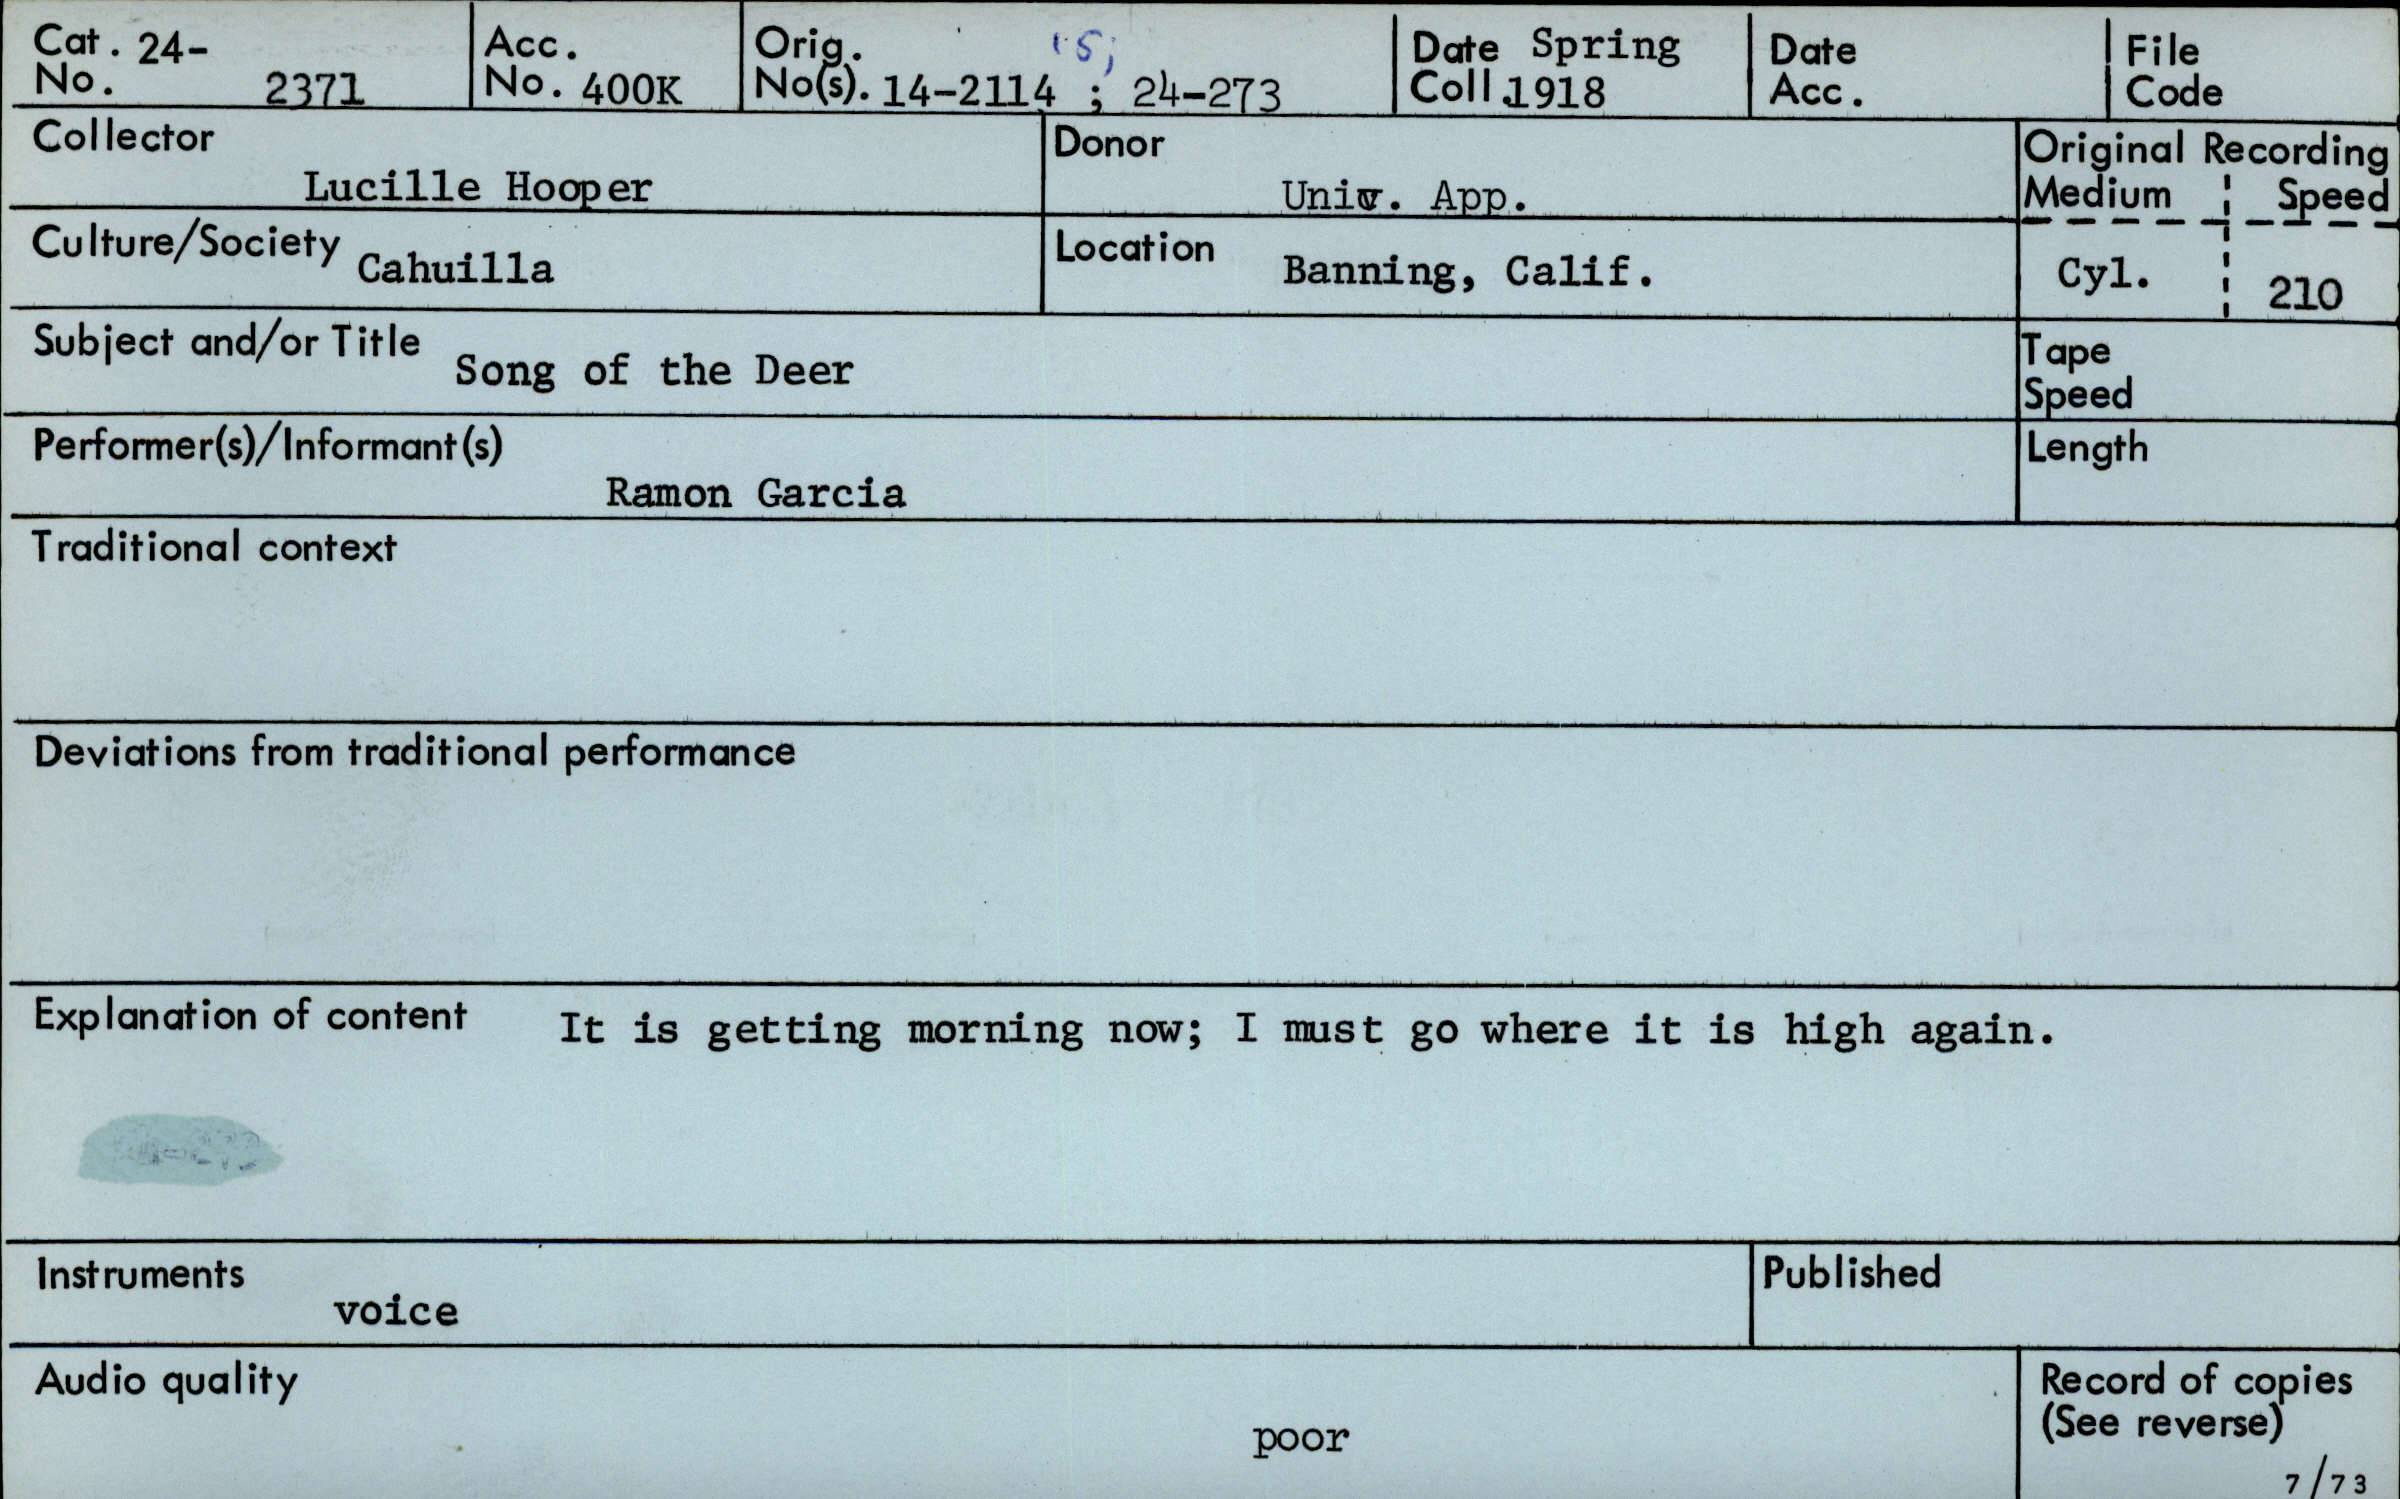 Cat. 24-
No. 2371
Acc.
No. 400K
Orig. 5;
No(s). 14-2114 ; 24-273
Date Spring
Coll. 1918
Date
Acc.
File
Code
Collector
Lucille Hooper
Donor
Univ. App.
Original Recording
Medium Speed
Cyl. 210
Culture/Society Cahuilla
Location Banning, Calif.
Subject and/or Title Song of the Deer
Tape
Speed
Performer(s)/Informant(s)
Ramon Garcia
Length
Traditional context
Deviations from traditional performance
Explanation of content It is getting morning now; I must go where it is high again.
Instruments
voice
Published
Audio quality
poor
Record of copies
(See reverse)
7/73